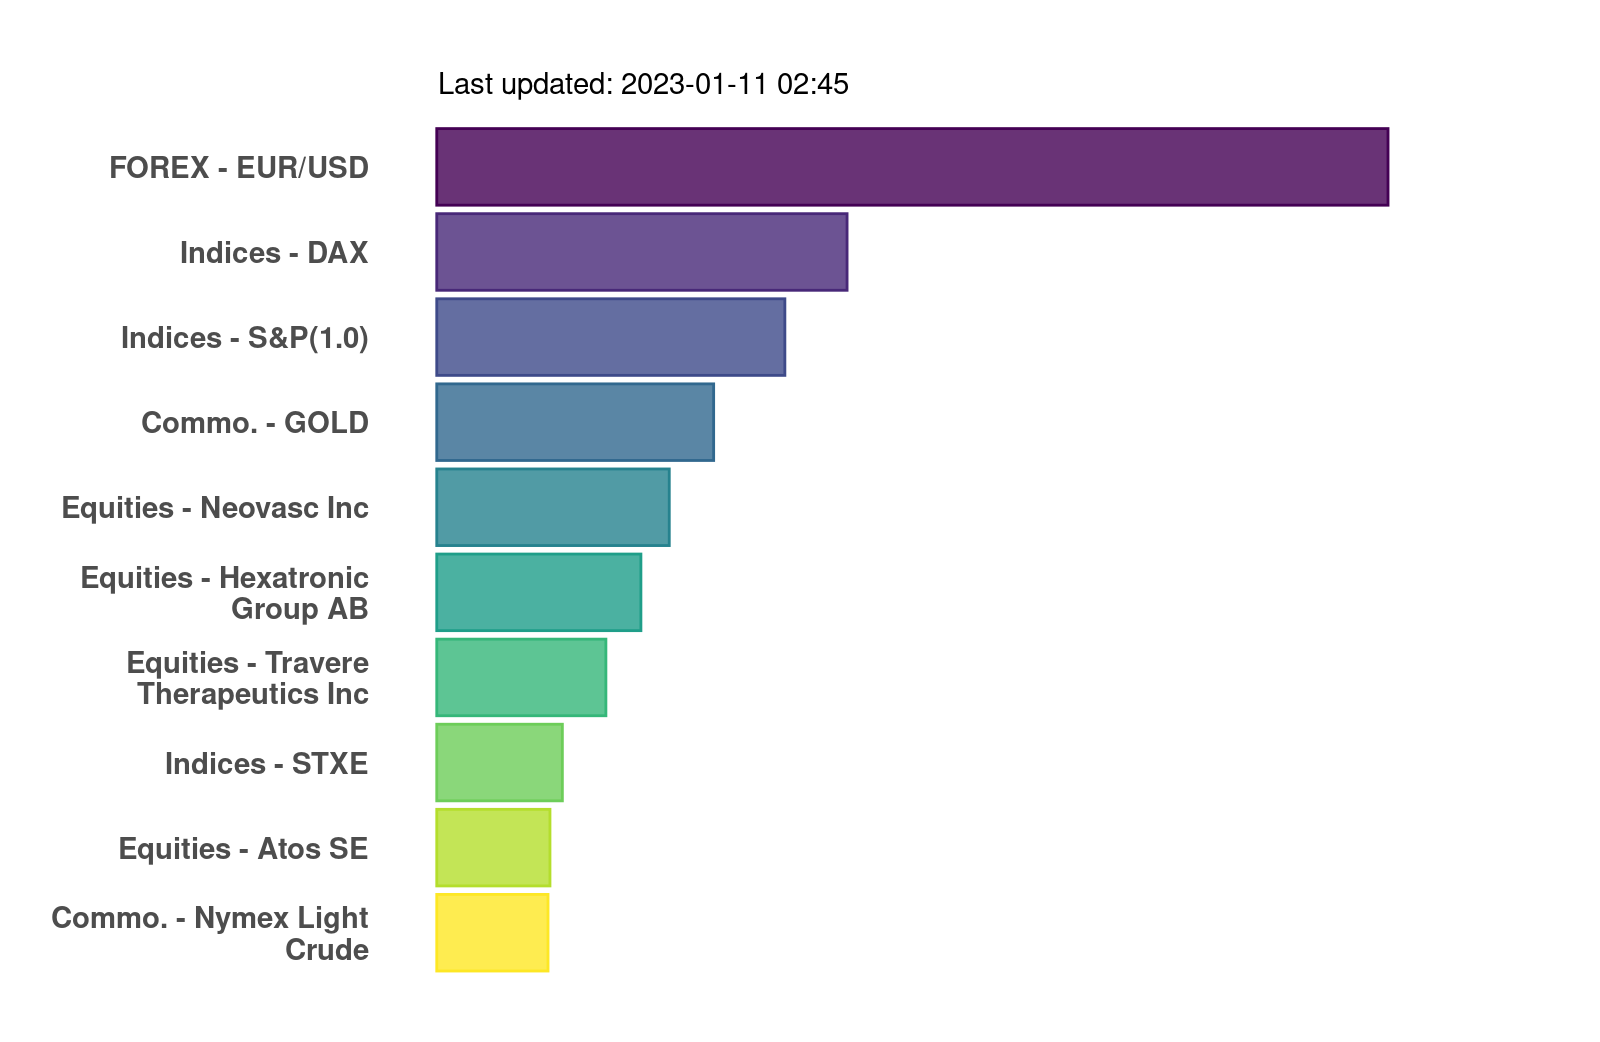 Last updated: 2023-01-11 02:45
FOREX - EUR/USD
Indices - DAX
Indices - S&P(1.0)
Commo. - GOLD
Equities - Neovasc Inc
Equities - Hexatronic
Group AB
Equities - Travere
Therapeutics Inc
Indices - STXE
Equities - Atos SE
Commo. - Nymex Light
Crude